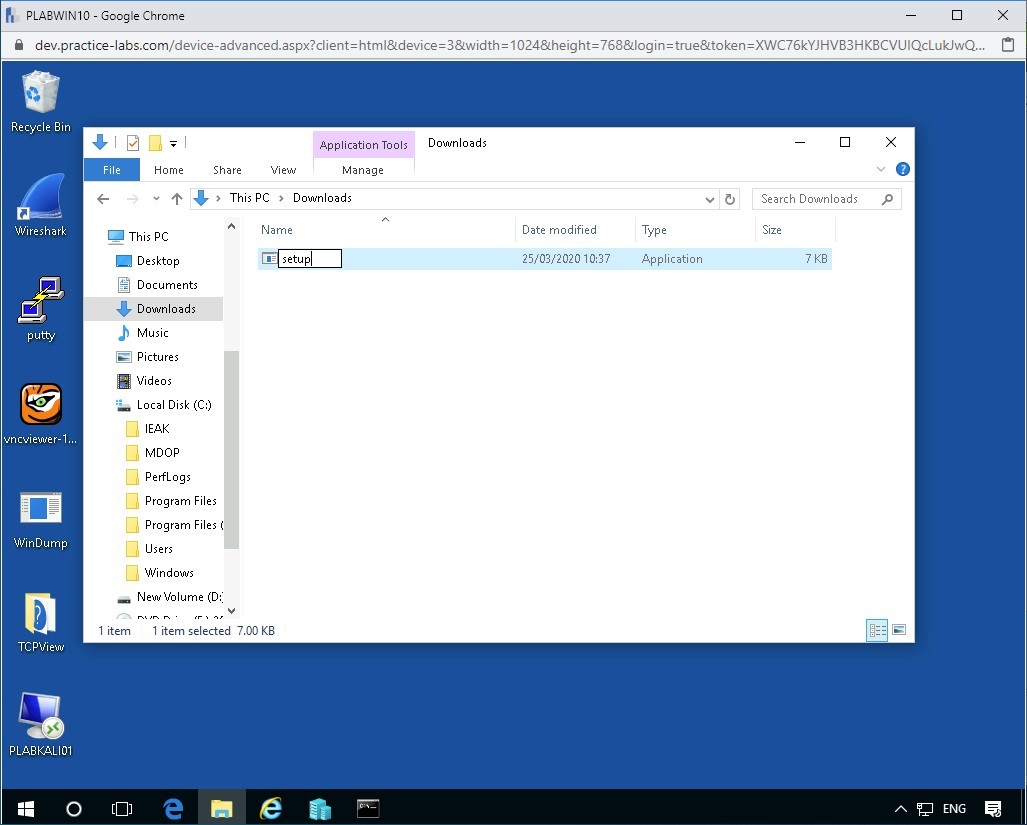 PLABWIN10 - Google Chrome
dev.practice-labs.com/device-advanced.aspx?client=html&device=3&width=1024&height=768&login=true&token=XWC76kYJHVB3HKBCVUIQcLukJwQ...
Recycle Bin
Wireshark
putty
vncviewer-1...
WinDump
TCPView
PLABKALI01
Application Tools
Downloads
File
Home
Share
View
Manage
This PC
Downloads
Search Downloads
This PC
Desktop
Documents
Downloads
Music
Pictures
Videos
Local Disk (C:)
IEAK
MDOP
PerfLogs
Program Files
Program Files (
Users
Windows
New Volume (D:
Name
Date modified
Type
Size
setup
25/03/2020 10:37
Application
7 KB
1 item
1 item selected 7.00 KB
ENG